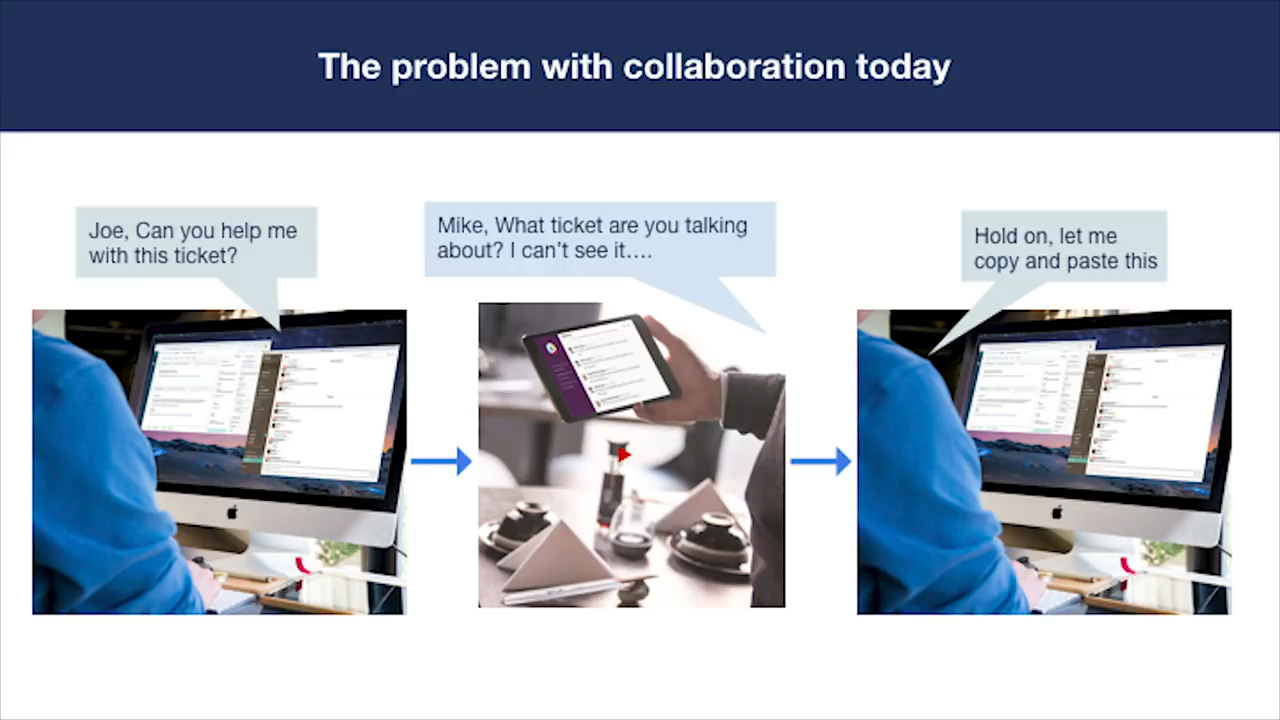 The problem with collaboration today
Joe, Can you help me
with this ticket?
Mike, What ticket are you talking
about? I can't see it....
Hold on, let me
copy and paste this